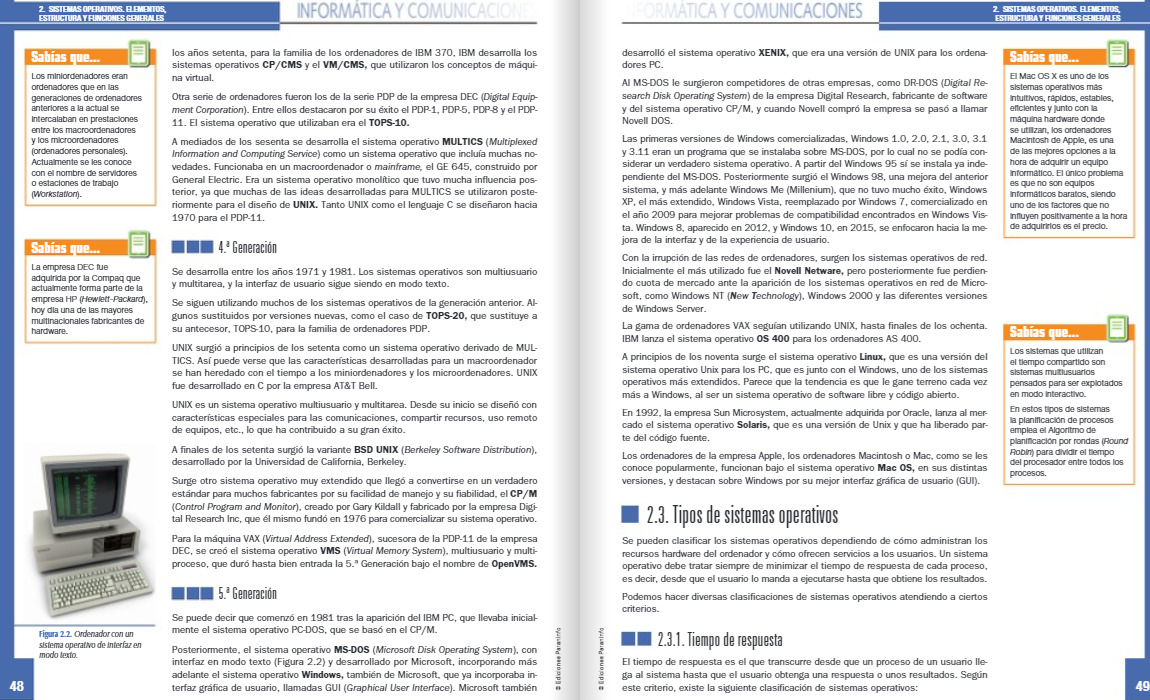 2. SISTEMAS OPERATIVOS. ELEMENTOS,
ESTRUCTURA Y FUNCIONES GENERALES
INFORMÁTICA Y COMUNICACIONES
Sabías que...
Los miniordenadores eran
ordenadores que en las
generaciones de ordenadores
anteriores a la actual se
intercalaban en prestaciones
entre los macroordenadores
y los microordenadores
(ordenadores personales).
Actualmente se les conoce
con el nombre de servidores
o estaciones de trabajo
(Workstation).
Sabías que...
La empresa DEC fue
adquirida por la Compaq que
actualmente forma parte de la
empresa HP (Hewlett-Packard),
hoy día una de las mayores
multinacionales fabricantes de
hardware.
Figura 2.2. Ordenador con un
sistema operativo de interfaz en
modo texto.
48
los años setenta, para la familia de los ordenadores de IBM 370, IBM desarrolla los
sistemas operativos CP/CMS y el VM/CMS, que utilizaron los conceptos de máqui-
na virtual.
Otra serie de ordenadores fueron los de la serie PDP de la empresa DEC (Digital Equip-
ment Corporation). Entre ellos destacaron por su éxito el PDP-1, PDP-5, PDP-8 y el PDP-
11. El sistema operativo que utilizaban era el TOPS-10.
A mediados de los sesenta se desarrolla el sistema operativo MULTICS (Multiplexed
Information and Computing Service) como un sistema operativo que incluía muchas no-
vedades. Funcionaba en un macroordenador o mainframe, el GE 645, construido por
General Electric. Era un sistema operativo monolítico que tuvo mucha influencia pos-
terior, ya que muchas de las ideas desarrolladas para MULTICS se utilizaron poste-
riormente para el diseño de UNIX. Tanto UNIX como el lenguaje C se diseñaron hacia
1970 para el PDP-11.
4.ª Generación
Se desarrolla entre los años 1971 y 1981. Los sistemas operativos son multiusuario
y multitarea, y la interfaz de usuario sigue siendo en modo texto.
Se siguen utilizando muchos de los sistemas operativos de la generación anterior. Al-
gunos sustituidos por versiones nuevas, como el caso de TOPS-20, que sustituye a
su antecesor, TOPS-10, para la familia de ordenadores PDP.
UNIX surgió a principios de los setenta como un sistema operativo derivado de MUL-
TICS. Así puede verse que las características desarrolladas para un macroordenador
se han heredado con el tiempo a los miniordenadores y los microordenadores. UNIX
fue desarrollado en C por la empresa AT&T Bell.
UNIX es un sistema operativo multiusuario y multitarea. Desde su inicio se diseñó con
características especiales para las comunicaciones, compartir recursos, uso remoto
de equipos, etc., lo que ha contribuido a su gran éxito.
A finales de los setenta surgió la variante BSD UNIX (Berkeley Software Distribution),
desarrollado por la Universidad de California, Berkeley.
Surge otro sistema operativo muy extendido que llegó a convertirse en un verdadero
estándar para muchos fabricantes por su facilidad de manejo y su fiabilidad, el CP/M
(Control Program and Monitor), creado por Gary Kildall y fabricado por la empresa Digi-
tal Research Inc, que él mismo fundó en 1976 para comercializar su sistema operativo.
Para la máquina VAX (Virtual Address Extended), sucesora de la PDP-11 de la empresa
DEC, se creó el sistema operativo VMS (Virtual Memory System), multiusuario y multi-
proceso, que duró hasta bien entrada la 5.ª Generación bajo el nombre de OpenVMS.
5.ª Generación
Se puede decir que comenzó en 1981 tras la aparición del IBM PC, que llevaba inicial-
mente el sistema operativo PC-DOS, que se basó en el CP/M.
Posteriormente, el sistema operativo MS-DOS (Microsoft Disk Operating System), con
interfaz en modo texto (Figura 2.2) y desarrollado por Microsoft, incorporando más
adelante el sistema operativo Windows, también de Microsoft, que ya incorporaba in-
terfaz gráfica de usuario, llamadas GUI (Graphical User Interface). Microsoft también
© Ediciones Paraninfo
INFORMÁTICA Y COMUNICACIONES
2. SISTEMAS OPERATIVOS. ELEMENTOS,
ESTRUCTURA Y FUNCIONES GENERALES
desarrolló el sistema operativo XENIX, que era una versión de UNIX para los ordena-
dores PC.
Al MS-DOS le surgieron competidores de otras empresas, como DR-DOS (Digital Re-
search Disk Operating System) de la empresa Digital Research, fabricante de software
y del sistema operativo CP/M, y cuando Novell compró la empresa se pasó a llamar
Novell DOS.
Las primeras versiones de Windows comercializadas, Windows 1.0, 2.0, 2.1, 3.0, 3.1
y 3.11 eran un programa que se instalaba sobre MS-DOS, por lo cual no se podía con-
siderar un verdadero sistema operativo. A partir del Windows 95 sí se instala ya inde-
pendiente del MS-DOS. Posteriormente surgió el Windows 98, una mejora del anterior
sistema, y más adelante Windows Me (Millenium), que no tuvo mucho éxito, Windows
XP, el más extendido, Windows Vista, reemplazado por Windows 7, comercializado en
el año 2009 para mejorar problemas de compatibilidad encontrados en Windows Vis-
ta. Windows 8, aparecido en 2012, y Windows 10, en 2015, se enfocaron hacia la me-
jora de la interfaz y de la experiencia de usuario.
Con la irrupción de las redes de ordenadores, surgen los sistemas operativos de red.
Inicialmente el más utilizado fue el Novell Netware, pero posteriormente fue perdien-
do cuota de mercado ante la aparición de los sistemas operativos en red de Micro-
soft, como Windows NT (New Technology), Windows 2000 y las diferentes versiones
de Windows Server.
La gama de ordenadores VAX seguían utilizando UNIX, hasta finales de los ochenta.
IBM lanza el sistema operativo OS 400 para los ordenadores AS 400.
A principios de los noventa surge el sistema operativo Linux, que es una versión del
sistema operativo Unix para los PC, que es junto con el Windows, uno de los sistemas
operativos más extendidos. Parece que la tendencia es que le gane terreno cada vez
más a Windows, al ser un sistema operativo de software libre y código abierto.
En 1992, la empresa Sun Microsystem, actualmente adquirida por Oracle, lanza al mer-
cado el sistema operativo Solaris, que es una versión de Unix y que ha liberado par-
te del código fuente.
Los ordenadores de la empresa Apple, los ordenadores Macintosh o Mac, como se les
conoce popularmente, funcionan bajo el sistema operativo Mac OS, en sus distintas
versiones, y destacan sobre Windows por su mejor interfaz gráfica de usuario (GUI).
2.3. Tipos de sistemas operativos
Se pueden clasificar los sistemas operativos dependiendo de cómo administran los
recursos hardware del ordenador y cómo ofrecen servicios a los usuarios. Un sistema
operativo debe tratar siempre de minimizar el tiempo de respuesta de cada proceso,
es decir, desde que el usuario lo manda a ejecutarse hasta que obtiene los resultados.
Podemos hacer diversas clasificaciones de sistemas operativos atendiendo a ciertos
criterios.
2.3.1. Tiempo de respuesta
El tiempo de respuesta es el que transcurre desde que un proceso de un usuario lle-
ga al sistema hasta que el usuario obtenga una respuesta o unos resultados. Según
este criterio, existe la siguiente clasificación de sistemas operativos:
© Ediciones Paraninfo
Sabías que...
El Mac OS X es uno de los
sistemas operativos más
intuitivos, rápidos, estables,
eficientes y junto con la
máquina hardware donde
se utilizan, los ordenadores
Macintosh de Apple, es una
de las mejores opciones a la
hora de adquirir un equipo
informático. El único problema
es que no son equipos
informáticos baratos, siendo
uno de los factores que no
influyen positivamente a la hora
de adquirirlos es el precio.
Sabías que...
Los sistemas que utilizan
el tiempo compartido son
sistemas multiusuarios
pensados para ser explotados
en modo interactivo.
En estos tipos de sistemas
la planificación de procesos
emplea el Algoritmo de
planificación por rondas (Round
Robin) para dividir el tiempo
del procesador entre todos los
procesos.
49